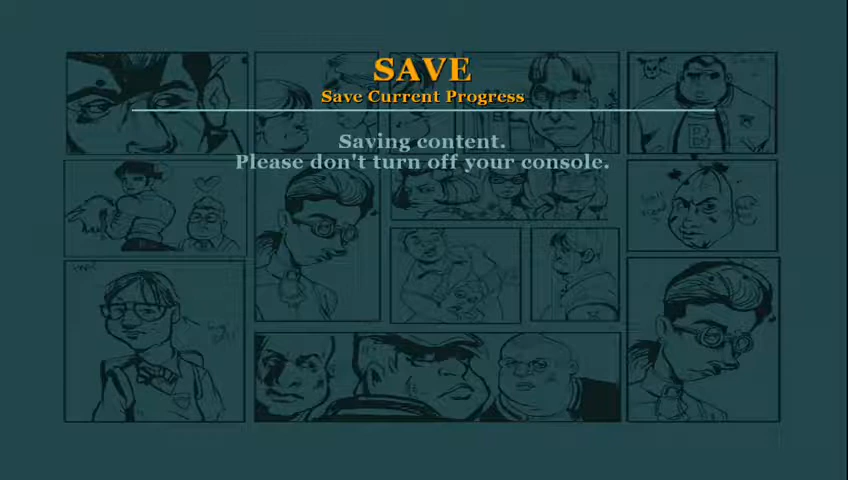 SAVE
Save Current Progress
Saving content.
Please don't turn off your console.